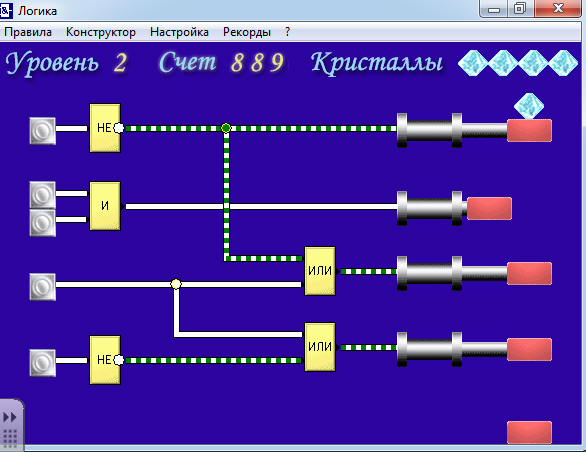 Логика
Правила Конструктор Настройка Рекорды ?
Уровень 2 Счет 889 Кристаллы
НЕ
И
ИЛИ
ИЛИ
НЕ